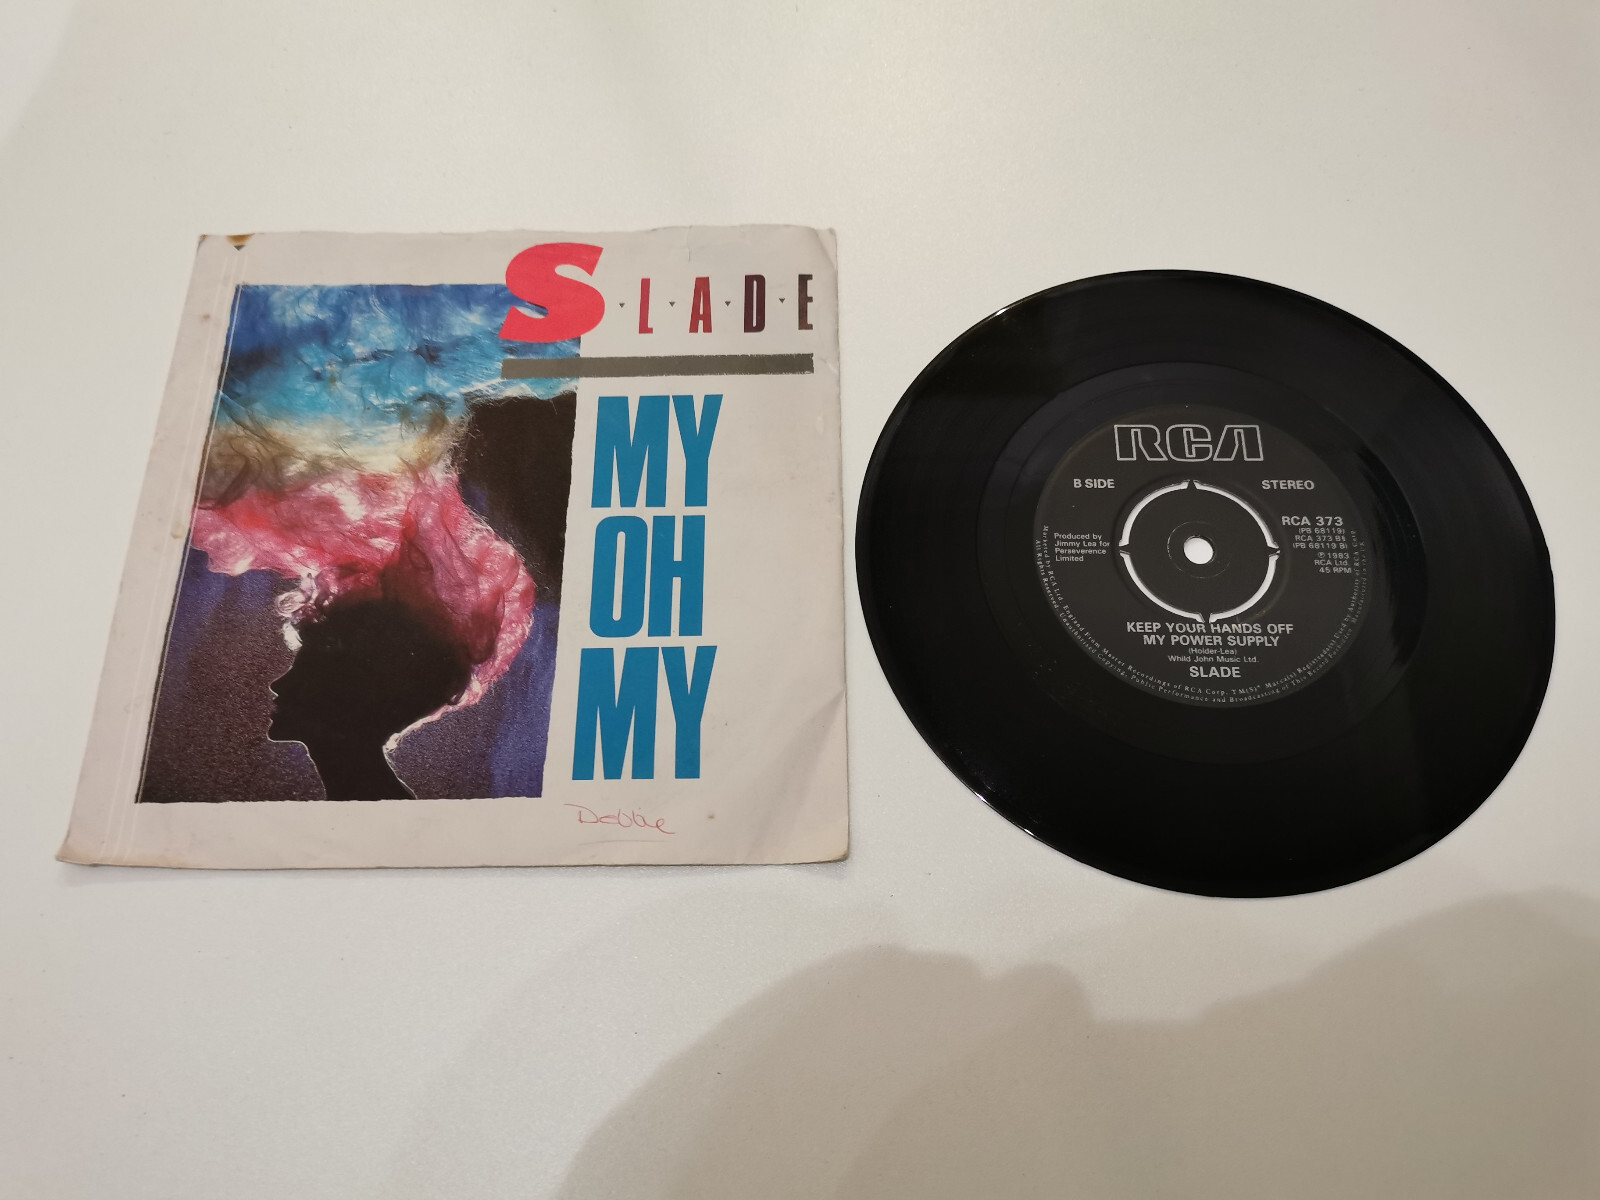 SLADE
MY
OH
MY
Debbie
RCA
B SIDE
STEREO
RCA 373
(PB 68119)
RCA 373 B
(PB 68119 B)
℗ 1983
RCA Ltd.
45 RPM
Produced by
Jimmy Lea for
Perseverence
Limited
KEEP YOUR HANDS OFF
MY POWER SUPPLY
(Holder-Lea)
Whild John Music Ltd.
SLADE